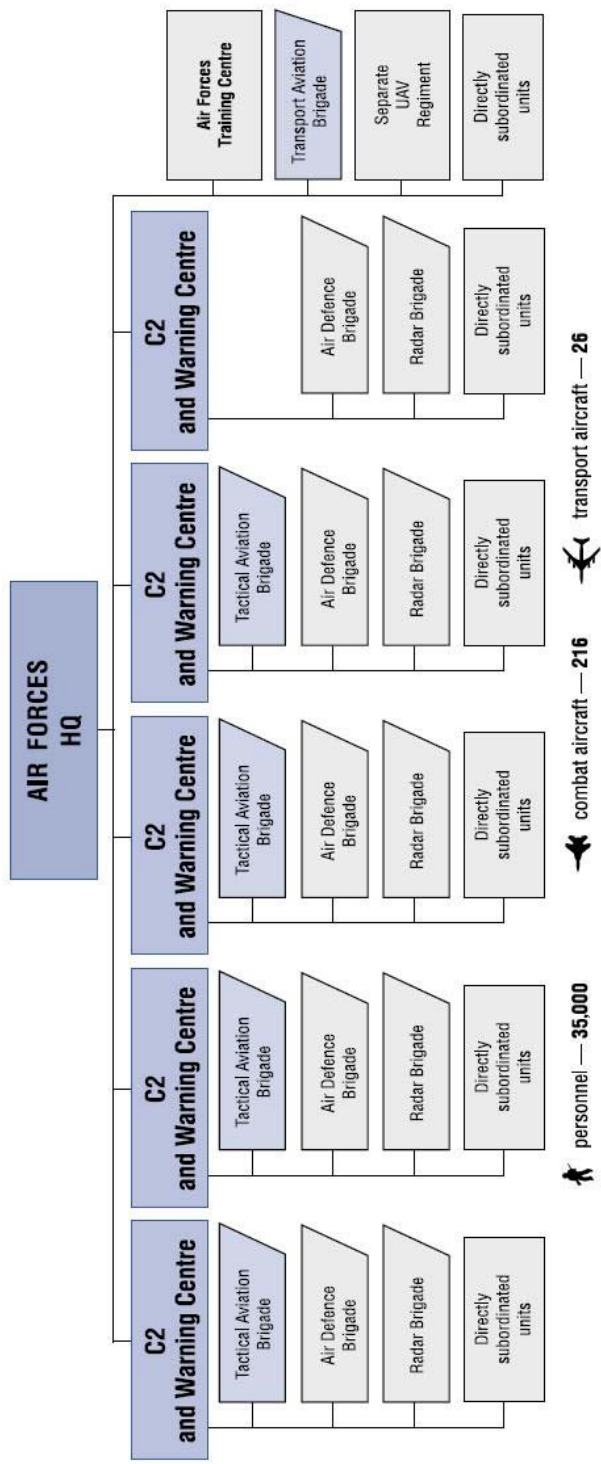 AIR FORCES
HQ
C2
and Warning Centre
Tactical Aviation
Brigade
Air Defence
Brigade
Radar Brigade
Directly
subordinated
units
C2
and Warning Centre
Tactical Aviation
Brigade
Air Defence
Brigade
Radar Brigade
Directly
subordinated
units
C2
and Warning Centre
Tactical Aviation
Brigade
Air Defence
Brigade
Radar Brigade
Directly
subordinated
units
C2
and Warning Centre
Tactical Aviation
Brigade
Air Defence
Brigade
Radar Brigade
Directly
subordinated
units
C2
and Warning Centre
Air Defence
Brigade
Radar Brigade
Directly
subordinated
units
Air Forces
Training Centre
Transport Aviation
Brigade
Separate
UAV
Regiment
Directly
subordinated
units
personnel — 35,000
combat aircraft — 216
transport aircraft — 26